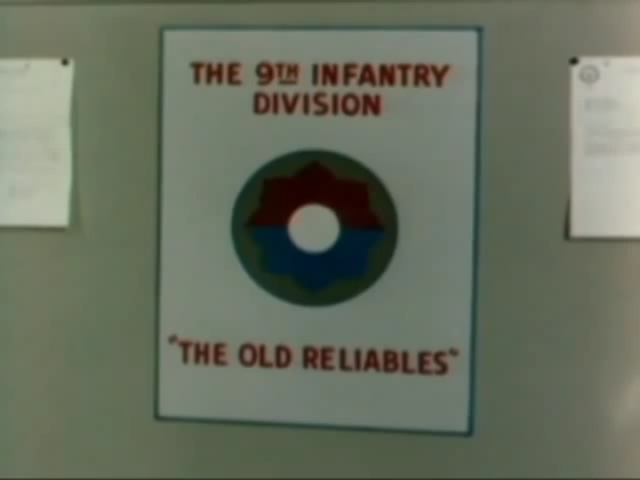 THE 9TH INFANTRY
DIVISION
"THE OLD RELIABLES"